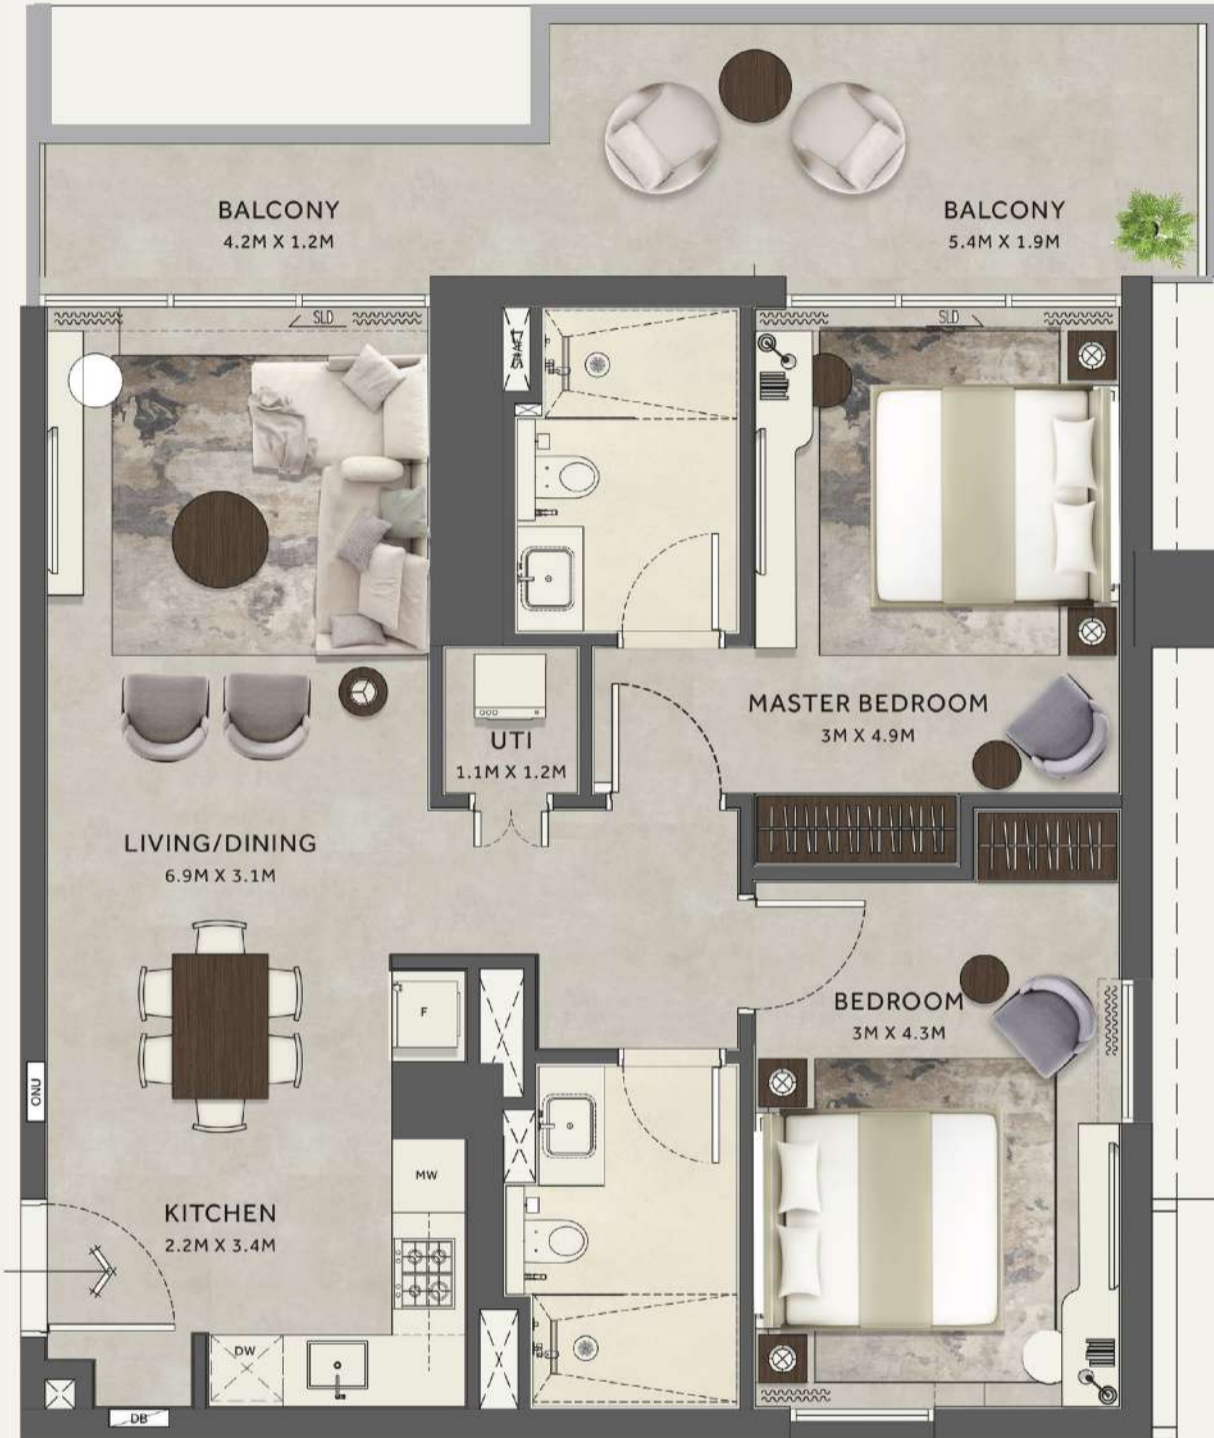 BALCONY
4.2M X 1.2M
BALCONY
5.4M X 1.9M
SLD
SLD
MASTER BEDROOM
3M X 4.9M
UTI
1.1M X 1.2M
LIVING/DINING
6.9M X 3.1M
F
BEDROOM
3M X 4.3M
ONU
MW
KITCHEN
2.2M X 3.4M
DW
DB